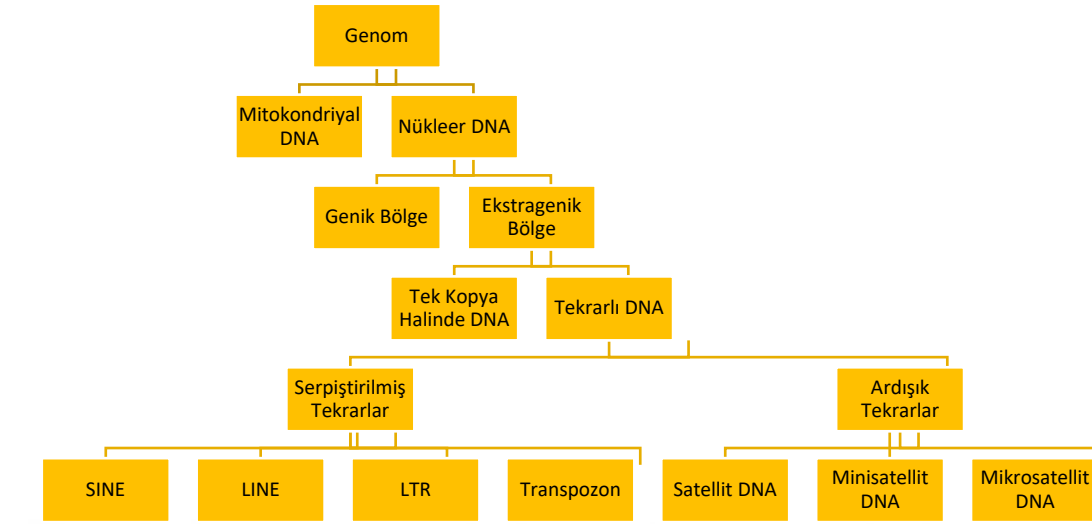 Genom
Mitokondriyal
DNA
Nükleer DNA
Genik Bölge
Ekstragenik
Bölge
Tek Kopya
Halinde DNA
Tekrarlı DNA
Serpiştirilmiş
Tekrarlar
Ardışık
Tekrarlar
SINE
LINE
LTR
Transpozon
Satellit DNA
Minisatellit
DNA
Mikrosatellit
DNA